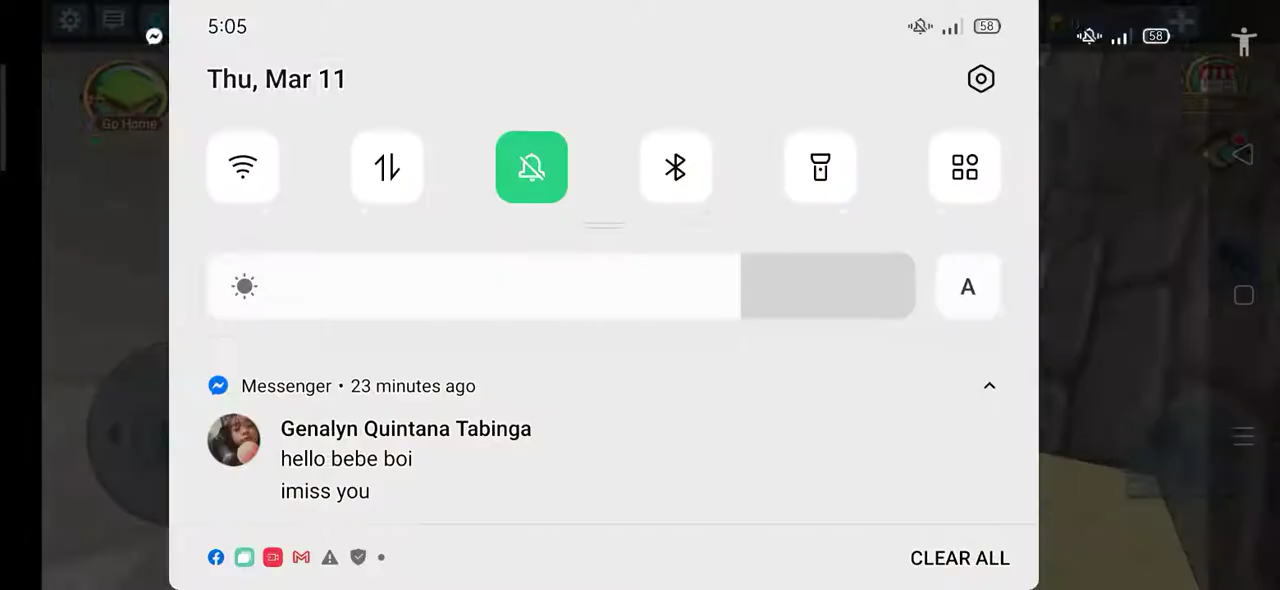 5:05
58
58
Thu, Mar 11
Go Home
A
Messenger • 23 minutes ago
Genalyn Quintana Tabinga
hello bebe boi
imiss you
CLEAR ALL